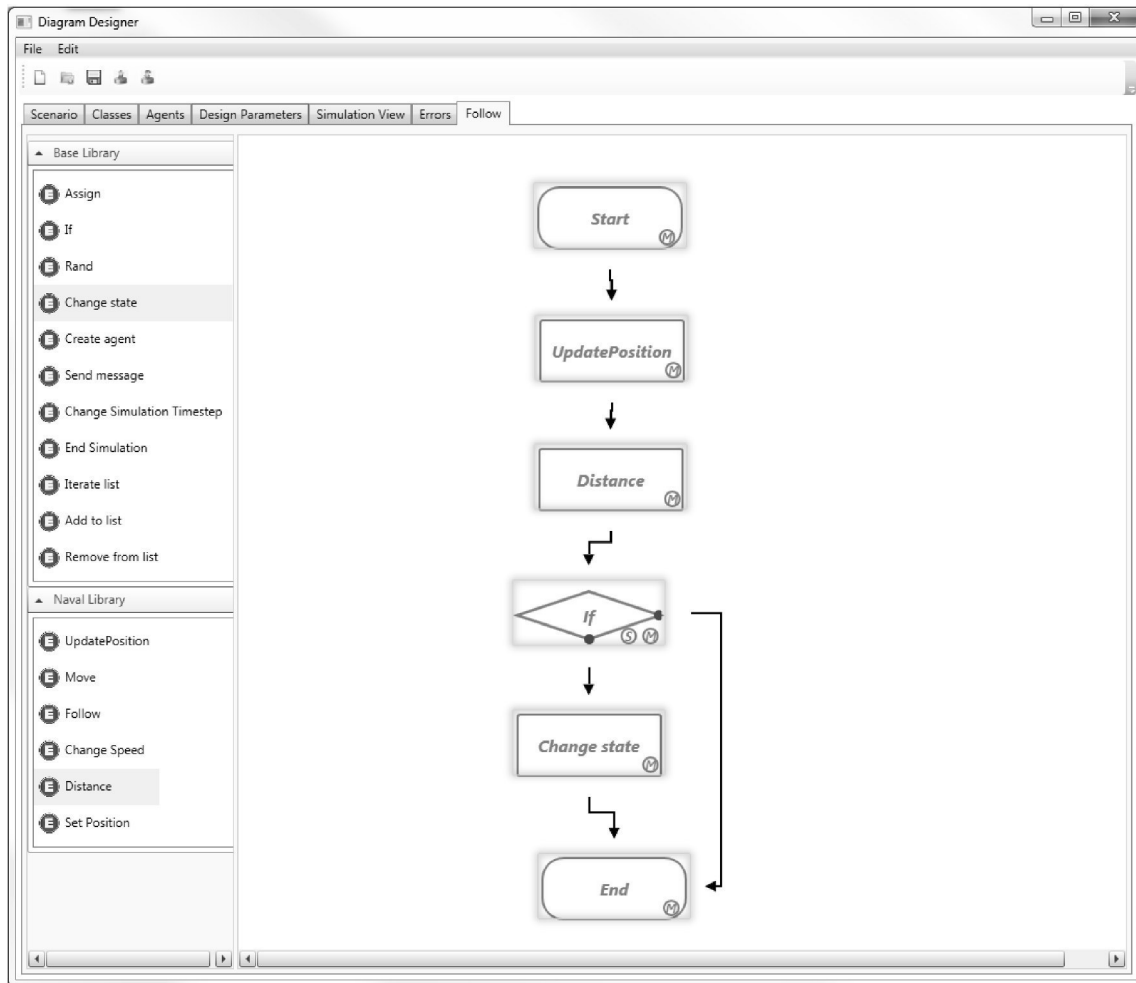 Diagram Designer
File Edit
Scenario Classes Agents Design Parameters Simulation View Errors Follow
Base Library
Assign
If
Rand
Change state
Create agent
Send message
Change Simulation Timestep
End Simulation
Iterate list
Add to list
Remove from list
Naval Library
UpdatePosition
Move
Follow
Change Speed
Distance
Set Position
Start
M
UpdatePosition
M
Distance
M
If
S M
Change state
M
End
M